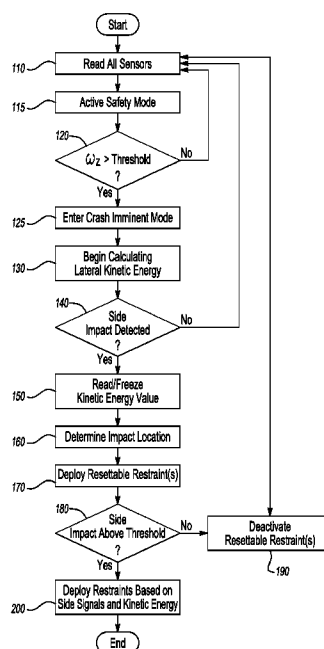 Start
110
Read All Sensors
115
Active Safety Mode
120
ωz > Threshold
?
No
Yes
125
Enter Crash Imminent Mode
130
Begin Calculating
Lateral Kinetic Energy
140
Side
Impact Detected
?
No
Yes
150
Read/Freeze
Kinetic Energy Value
160
Determine Impact Location
170
Deploy Resettable Restraint(s)
180
Side
Impact Above Threshold
?
No
Yes
Deactivate
Resettable Restraint(s)
190
200
Deploy Restraints Based on
Side Signals and Kinetic Energy
End